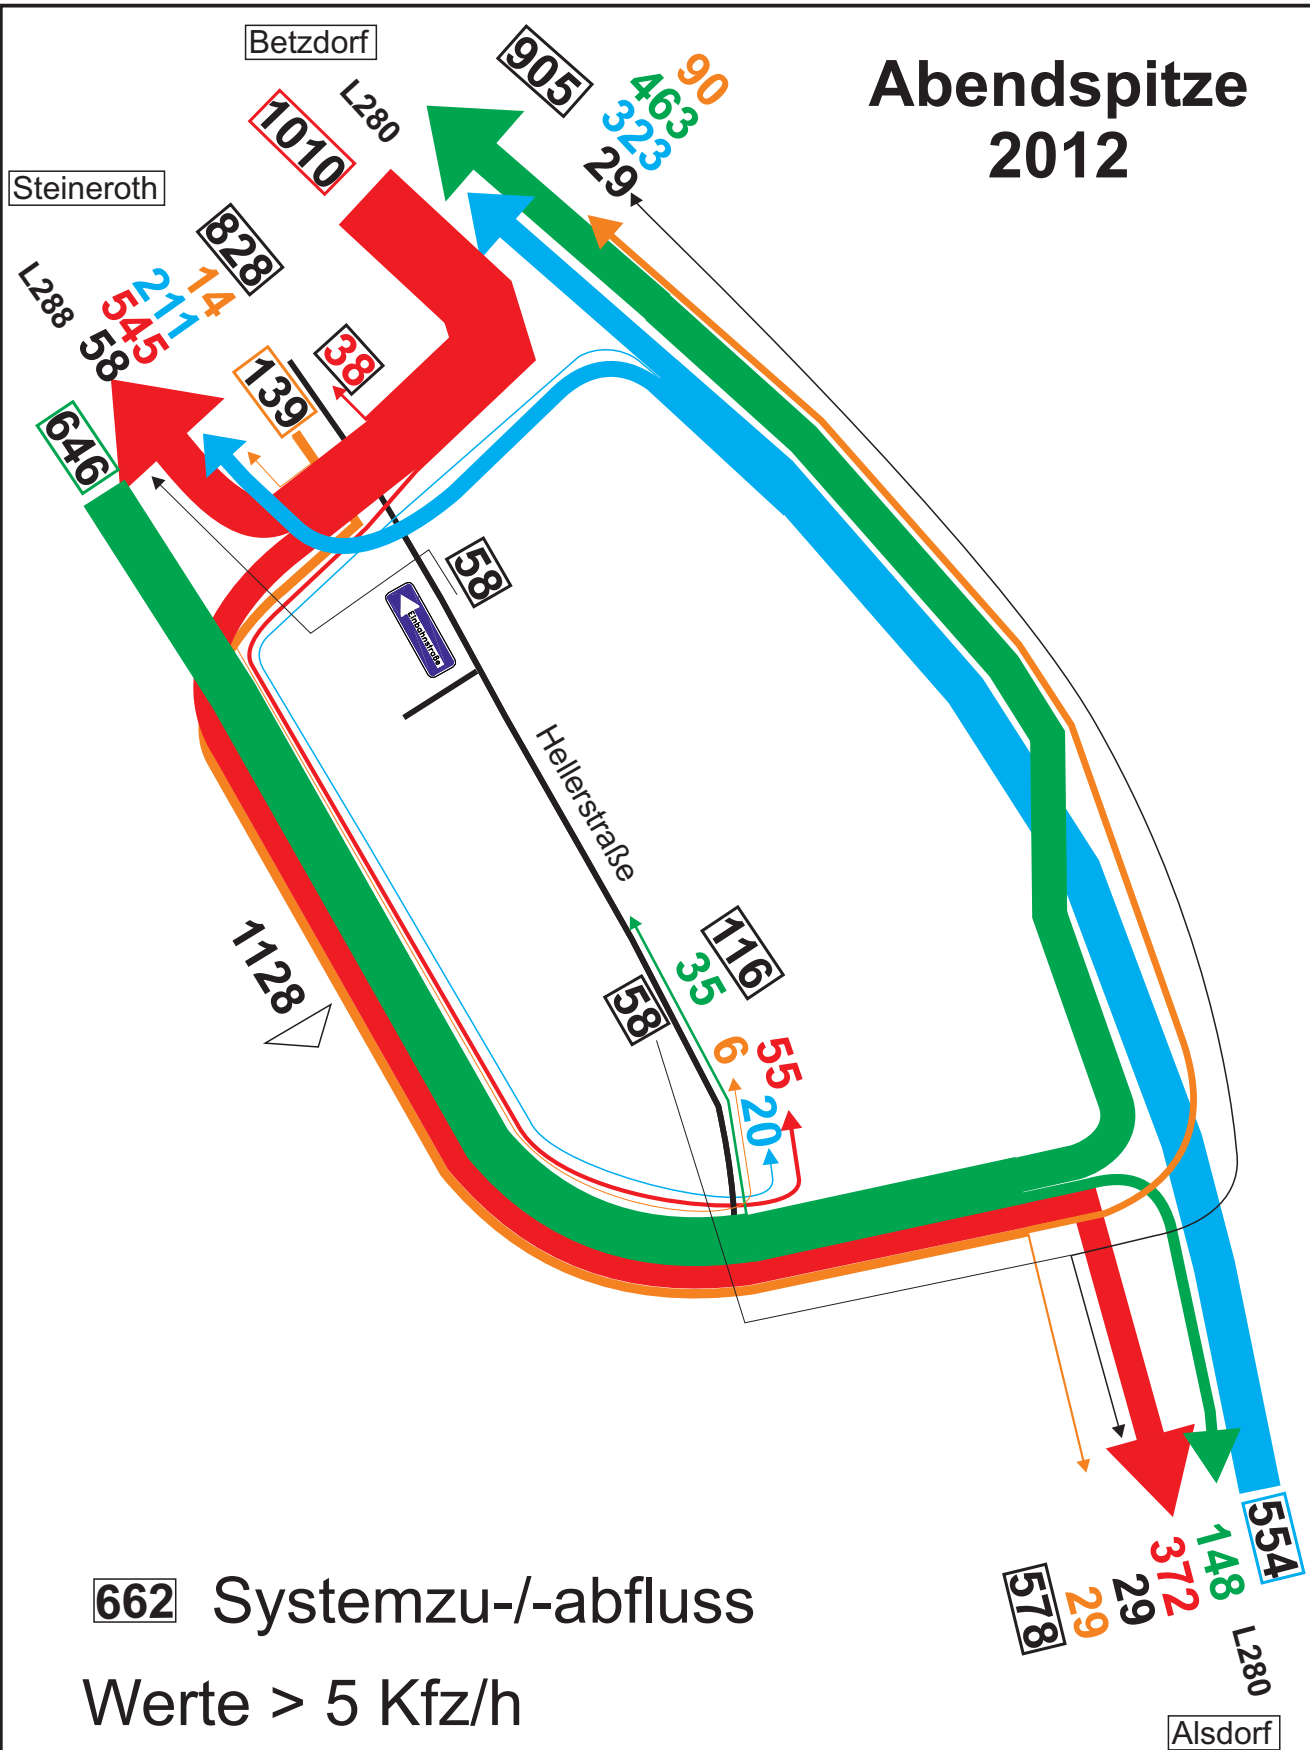 Abendspitze
2012
Betzdorf
L280
1010
905
90
463
323
29
Steineroth
L288
828
14
211
545
58
139
38
646
58
Einbahnstraße
Hellerstraße
1128
116
35
58
6
55
20
554
148
372
29
29
578
L280
Alsdorf
662 Systemzu-/-abfluss
Werte > 5 Kfz/h